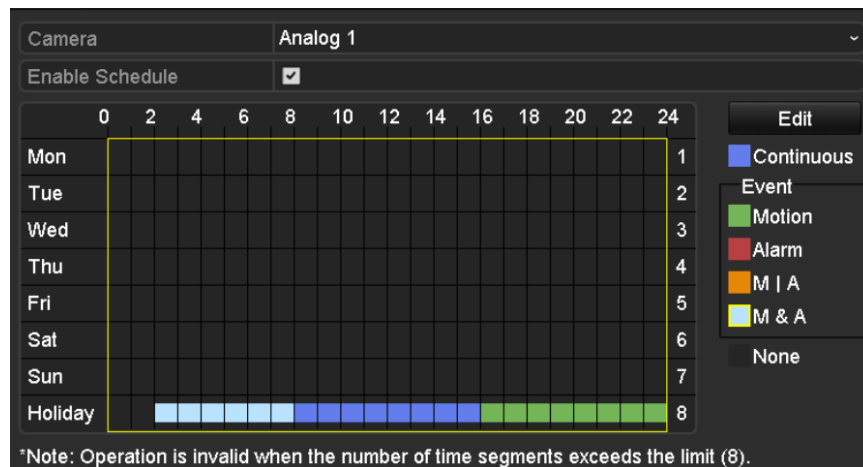 Camera Analog 1
Enable Schedule
0 2 4 6 8 10 12 14 16 18 20 22 24 Edit
Mon 1 Continuous
Tue 2 Event
Wed 3 Motion
Thu 4 Alarm
Fri 5 M | A
Sat 6 M & A
Sun 7 None
Holiday 8
*Note: Operation is invalid when the number of time segments exceeds the limit (8).